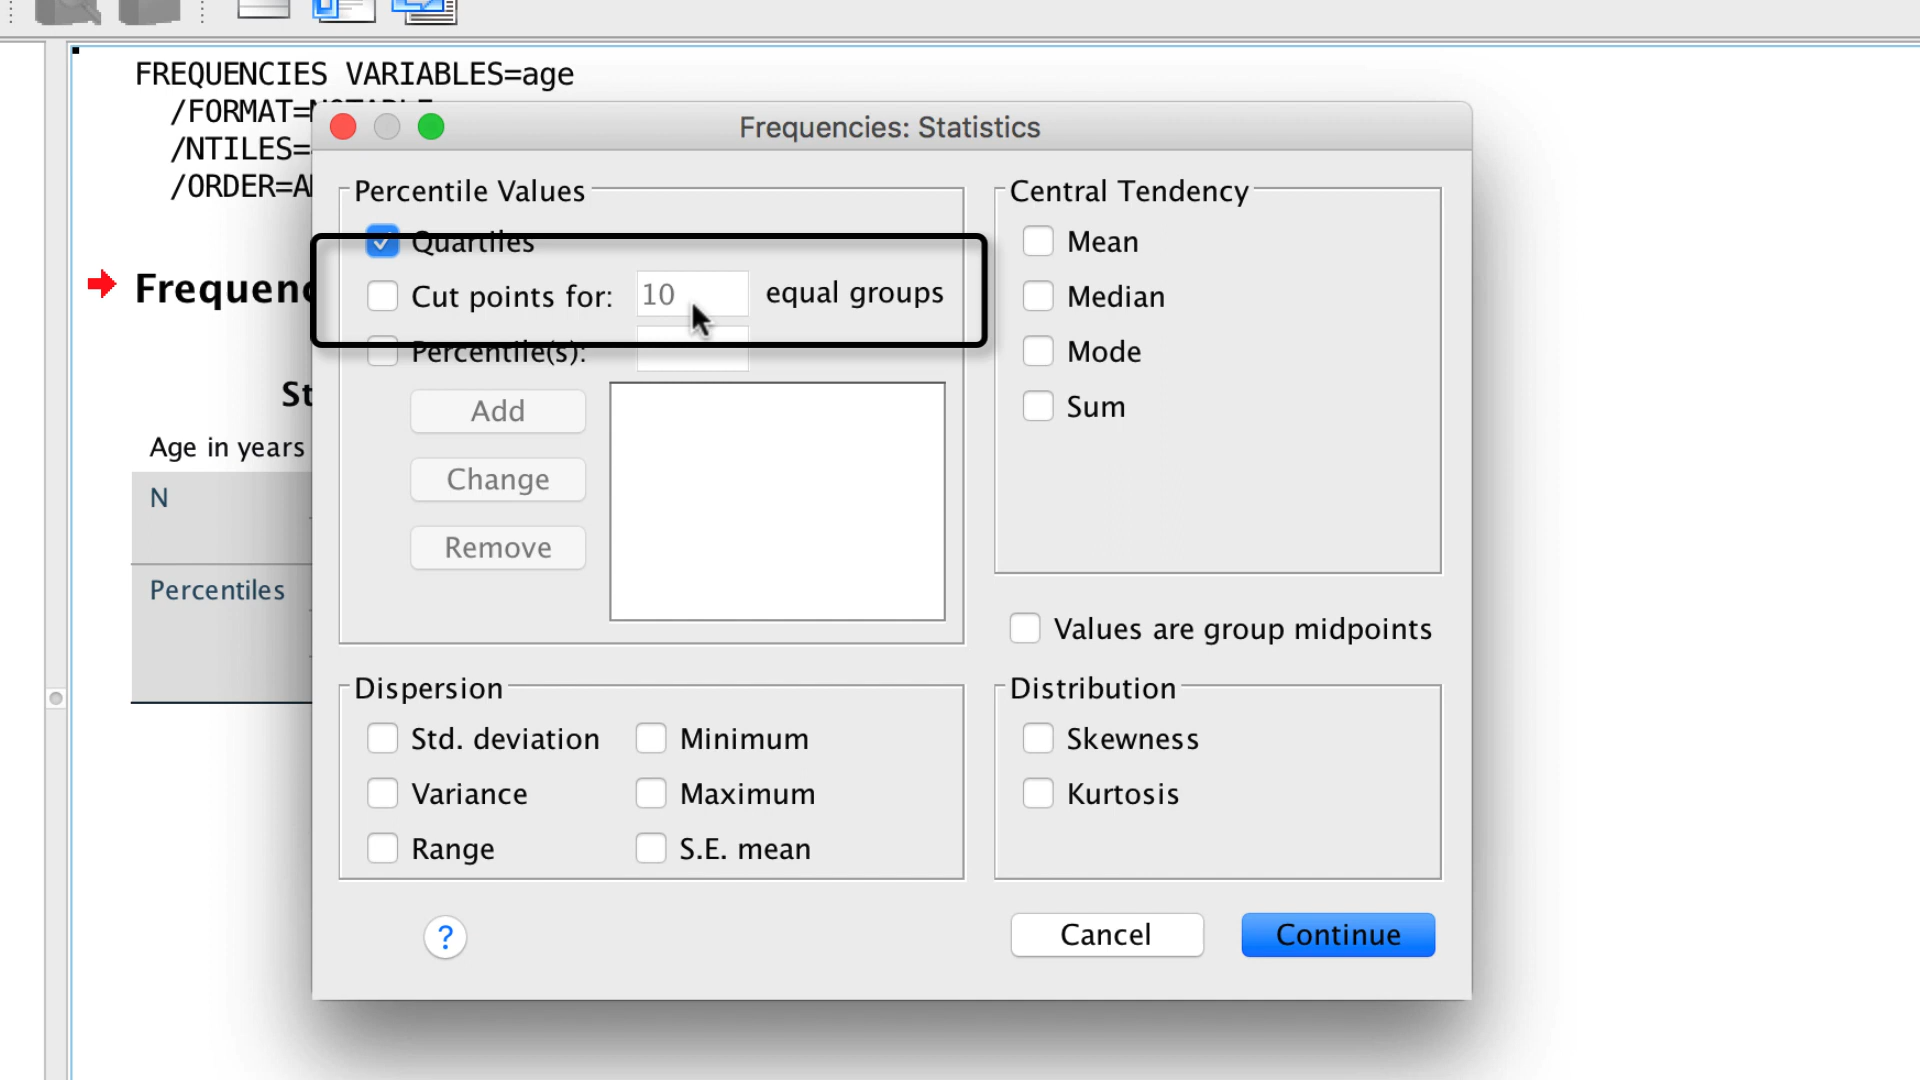 FREQUENCIES VARIABLES=age
/FORMAT=NOTABLE
/NTILES=
/ORDER=
Frequencies: Statistics
Percentile Values
Quartiles
Cut points for: 10 equal groups
Percentile(s):
Add
Change
Remove
Central Tendency
Mean
Median
Mode
Sum
Values are group midpoints
Dispersion
Std. deviation
Minimum
Variance
Maximum
Range
S.E. mean
Distribution
Skewness
Kurtosis
?
Cancel
Continue
Frequenc
St
Age in years
N
Percentiles